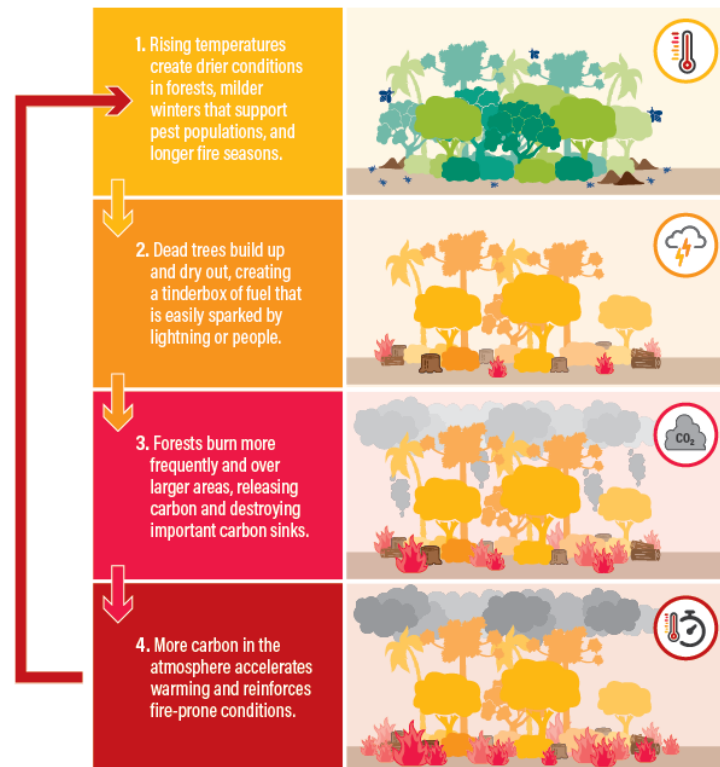 1. Rising temperatures
create drier conditions
in forests, milder
winters that support
pest populations, and
longer fire seasons.
2. Dead trees build up
and dry out, creating
a tinderbox of fuel that
is easily sparked by
lightning or people.
3. Forests burn more
frequently and over
larger areas, releasing
carbon and destroying
important carbon sinks.
CO₂
4. More carbon in the
atmosphere accelerates
warming and reinforces
fire-prone conditions.